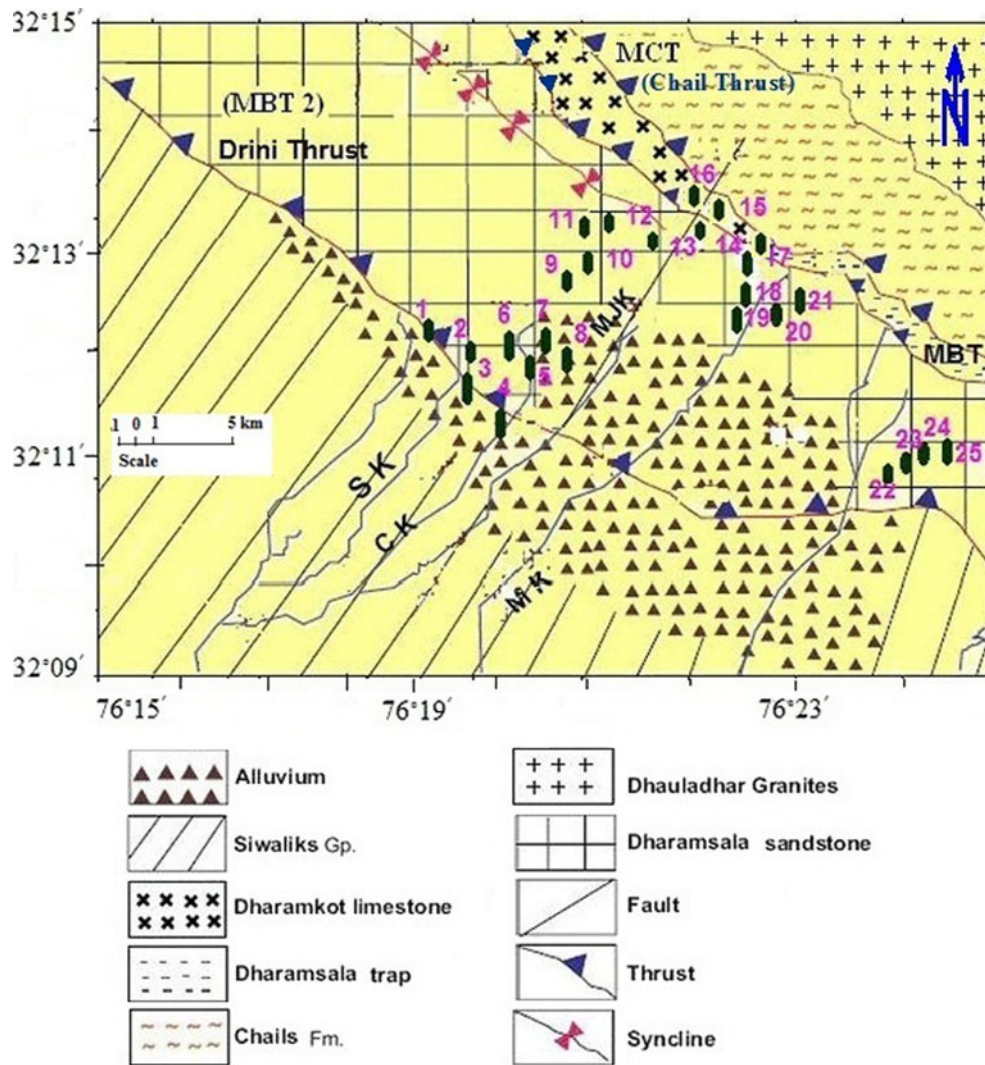 32°15´
MCT
(Chail Thrust)
N
(MBT 2)
Drini Thrust
16
15
11
12
13
14
17
32°13´
9
10
18
21
19
20
1
2
6
7
MJK
8
3
5
4
MBT
1 0 1 5 km
Scale
32°11´
24
23
25
22
S K
C K
M K
32°09´
76°15´
76°19´
76°23´
Alluvium
Siwaliks Gp.
Dharamkot limestone
Dharamsala trap
Chails Fm.
Dhauladhar Granites
Dharamsala sandstone
Fault
Thrust
Syncline